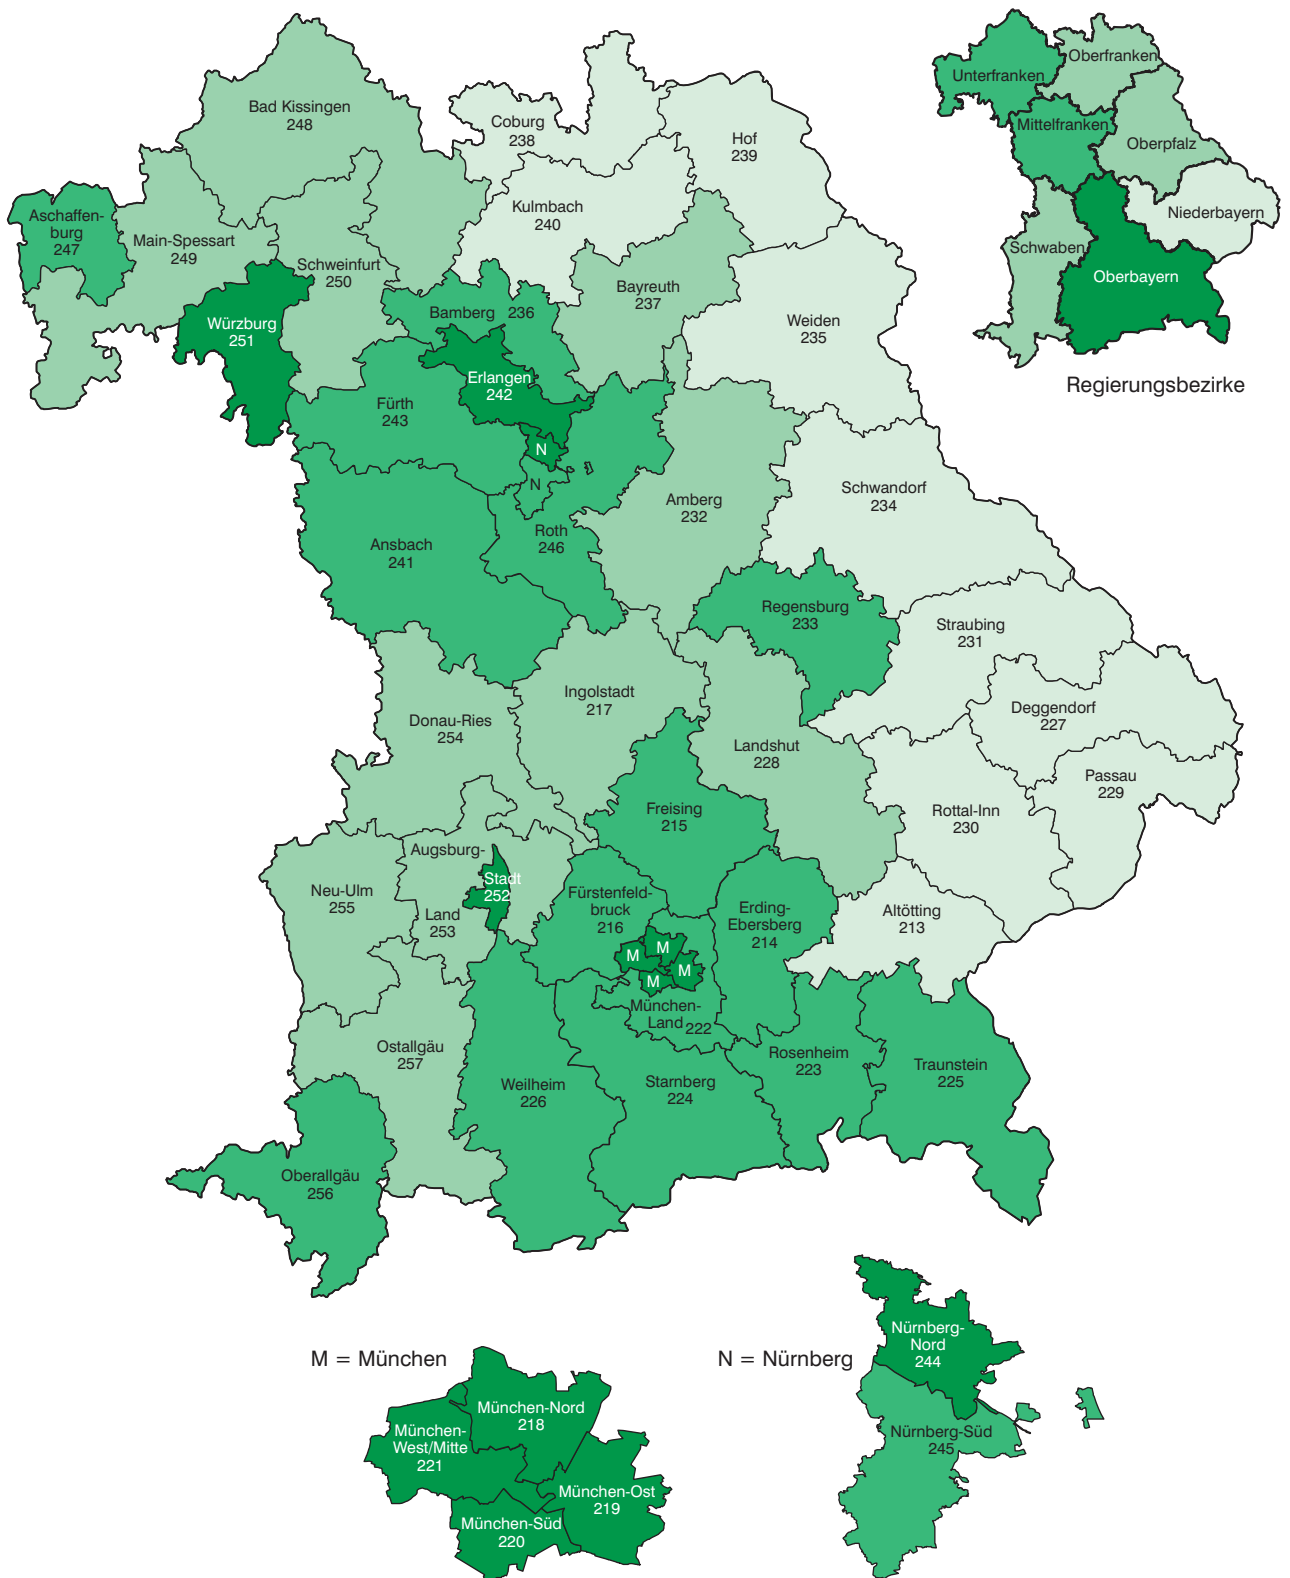 Bad Kissingen
248
Coburg
238
Hof
239
Kulmbach
240
Aschaffen-
burg
247
Main-Spessart
249
Schweinfurt
250
Bayreuth
237
Würzburg
251
Bamberg 236
Weiden
235
Erlangen
242
Fürth
243
N
N
Schwandorf
234
Amberg
232
Roth
246
Ansbach
241
Regensburg
233
Straubing
231
Ingolstadt
217
Deggendorf
227
Donau-Ries
254
Landshut
228
Passau
229
Freising
215
Rottal-Inn
230
Augsburg-
Stadt
252
Land
253
Neu-Ulm
255
Fürstenfeld-
bruck
216
Erding-
Ebersberg
214
Altötting
213
M
M
M
M
München-
Land 222
Ostallgäu
257
Rosenheim
223
Traunstein
225
Weilheim
226
Starnberg
224
Oberallgäu
256
Oberfranken
Unterfranken
Mittelfranken
Oberpfalz
Niederbayern
Schwaben
Oberbayern
Regierungsbezirke
M = München
München-Nord
218
München-
West/Mitte
221
München-Ost
219
München-Süd
220
N = Nürnberg
Nürnberg-
Nord
244
Nürnberg-Süd
245